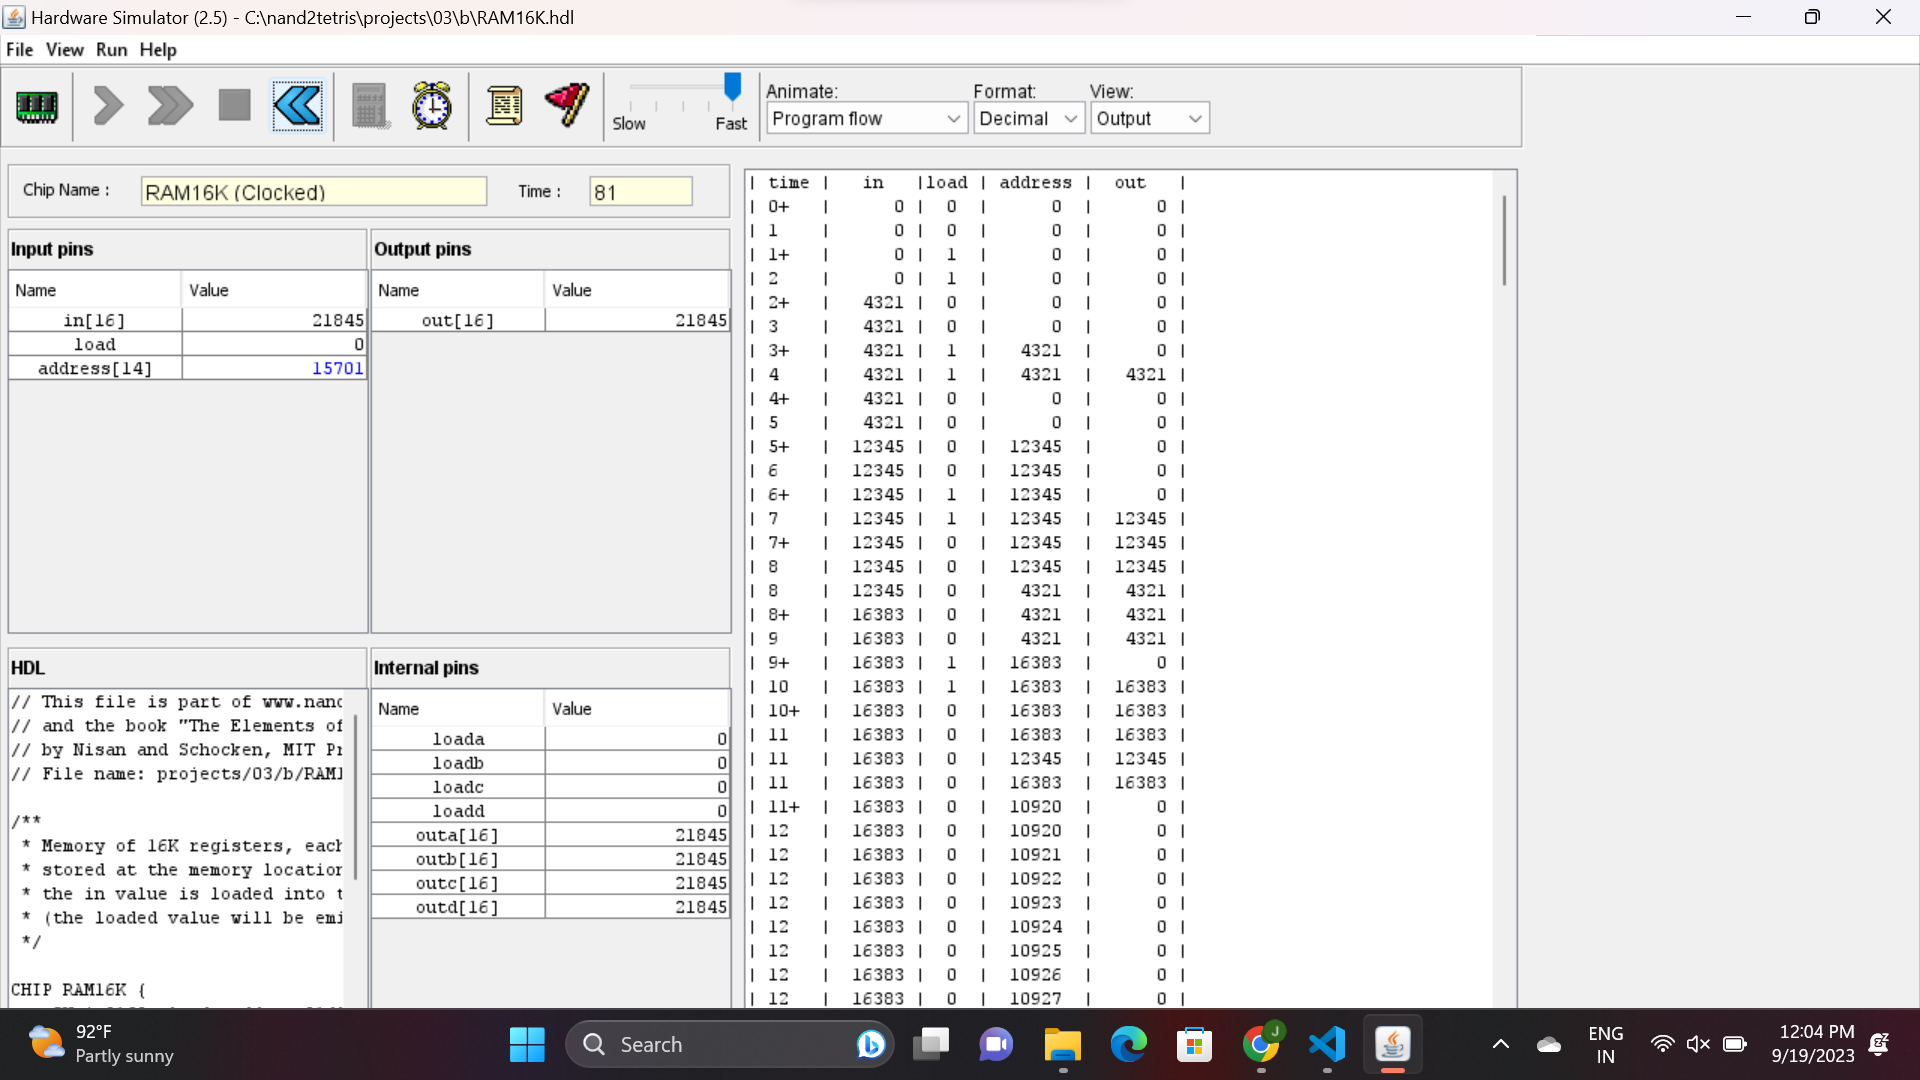 Hardware Simulator (2.5) - C:\nand2tetris\projects\03\b\RAM16K.hdl
File View Run Help
Slow Fast
Animate:
Program flow
Format:
Decimal
View:
Output
Chip Name :
RAM16K (Clocked)
Time :
81
Input pins
Name Value
in[16] 21845
load 0
address[14] 15701
Output pins
Name Value
out[16] 21845
HDL
// This file is part of www.nand
// and the book "The Elements of
// by Nisan and Schocken, MIT Pr
// File name: projects/03/b/RAM1
/**
* Memory of 16K registers, each
* stored at the memory location
* the in value is loaded into t
* (the loaded value will be emi
*/
CHIP RAM16K {
Internal pins
Name Value
loada 0
loadb 0
loadc 0
loadd 0
outa[16] 21845
outb[16] 21845
outc[16] 21845
outd[16] 21845
| time | in |load | address | out |
| 0+ | 0 | 0 | 0 | 0 |
| 1 | 0 | 0 | 0 | 0 |
| 1+ | 0 | 1 | 0 | 0 |
| 2 | 0 | 1 | 0 | 0 |
| 2+ | 4321 | 0 | 0 | 0 |
| 3 | 4321 | 0 | 0 | 0 |
| 3+ | 4321 | 1 | 4321 | 0 |
| 4 | 4321 | 1 | 4321 | 4321 |
| 4+ | 4321 | 0 | 0 | 0 |
| 5 | 4321 | 0 | 0 | 0 |
| 5+ | 12345 | 0 | 12345 | 0 |
| 6 | 12345 | 0 | 12345 | 0 |
| 6+ | 12345 | 1 | 12345 | 0 |
| 7 | 12345 | 1 | 12345 | 12345 |
| 7+ | 12345 | 0 | 12345 | 12345 |
| 8 | 12345 | 0 | 12345 | 12345 |
| 8 | 12345 | 0 | 4321 | 4321 |
| 8+ | 16383 | 0 | 4321 | 4321 |
| 9 | 16383 | 0 | 4321 | 4321 |
| 9+ | 16383 | 1 | 16383 | 0 |
| 10 | 16383 | 1 | 16383 | 16383 |
| 10+ | 16383 | 0 | 16383 | 16383 |
| 11 | 16383 | 0 | 16383 | 16383 |
| 11 | 16383 | 0 | 12345 | 12345 |
| 11 | 16383 | 0 | 16383 | 16383 |
| 11+ | 16383 | 0 | 10920 | 0 |
| 12 | 16383 | 0 | 10920 | 0 |
| 12 | 16383 | 0 | 10921 | 0 |
| 12 | 16383 | 0 | 10922 | 0 |
| 12 | 16383 | 0 | 10923 | 0 |
| 12 | 16383 | 0 | 10924 | 0 |
| 12 | 16383 | 0 | 10925 | 0 |
| 12 | 16383 | 0 | 10926 | 0 |
| 12 | 16383 | 0 | 10927 | 0 |
92°F
Partly sunny
Search
J
ENG
IN
12:04 PM
9/19/2023